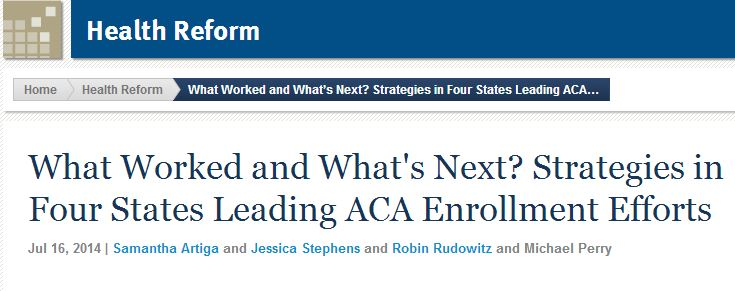 Health Reform
Home Health Reform What Worked and What's Next? Strategies in Four States Leading ACA...
What Worked and What's Next? Strategies in
Four States Leading ACA Enrollment Efforts
Jul 16, 2014 | Samantha Artiga and Jessica Stephens and Robin Rudowitz and Michael Perry